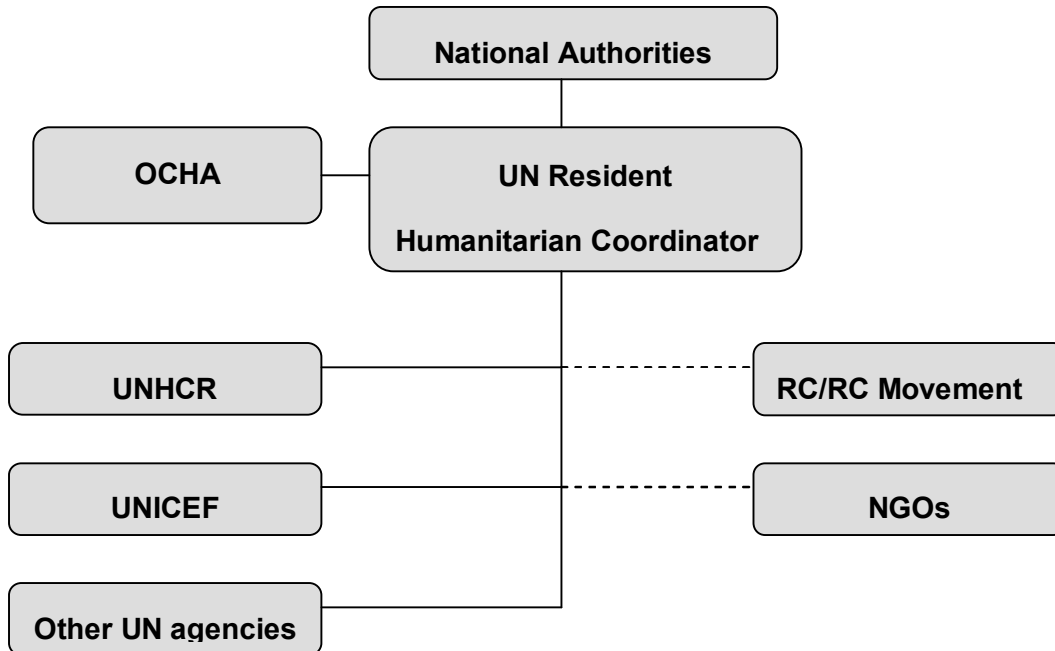 National Authorities
OCHA
UN Resident
Humanitarian Coordinator
UNHCR
RC/RC Movement
UNICEF
NGOs
Other UN agencies